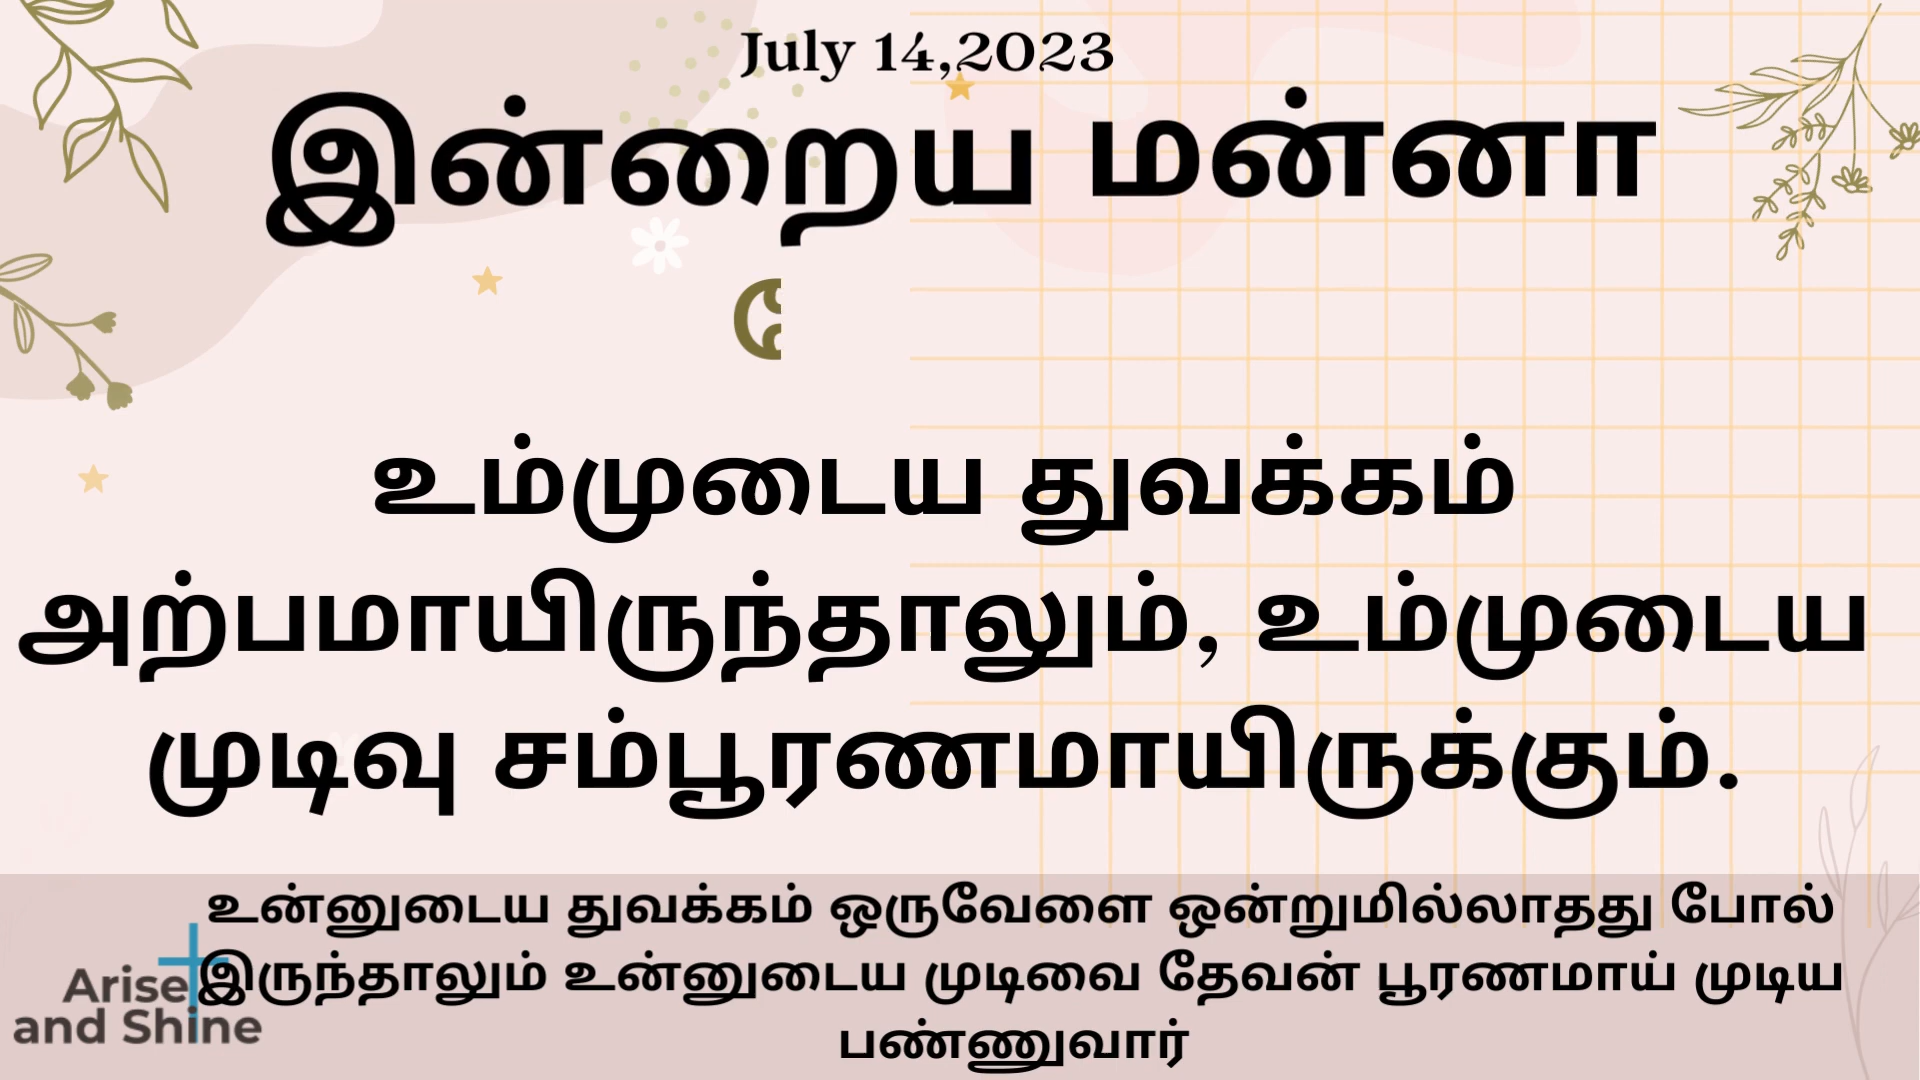 July 14,2023
இன்றைய மன்னா
உம்முடைய துவக்கம்
அற்பமாயிருந்தாலும், உம்முடைய
முடிவு சம்பூரணமாயிருக்கும்.
உன்னுடைய துவக்கம் ஒருவேளை ஒன்றுமில்லாதது போல்
இருந்தாலும் உன்னுடைய முடிவை தேவன் பூரணமாய் முடிய
பண்ணுவார்
Arise
and Shine